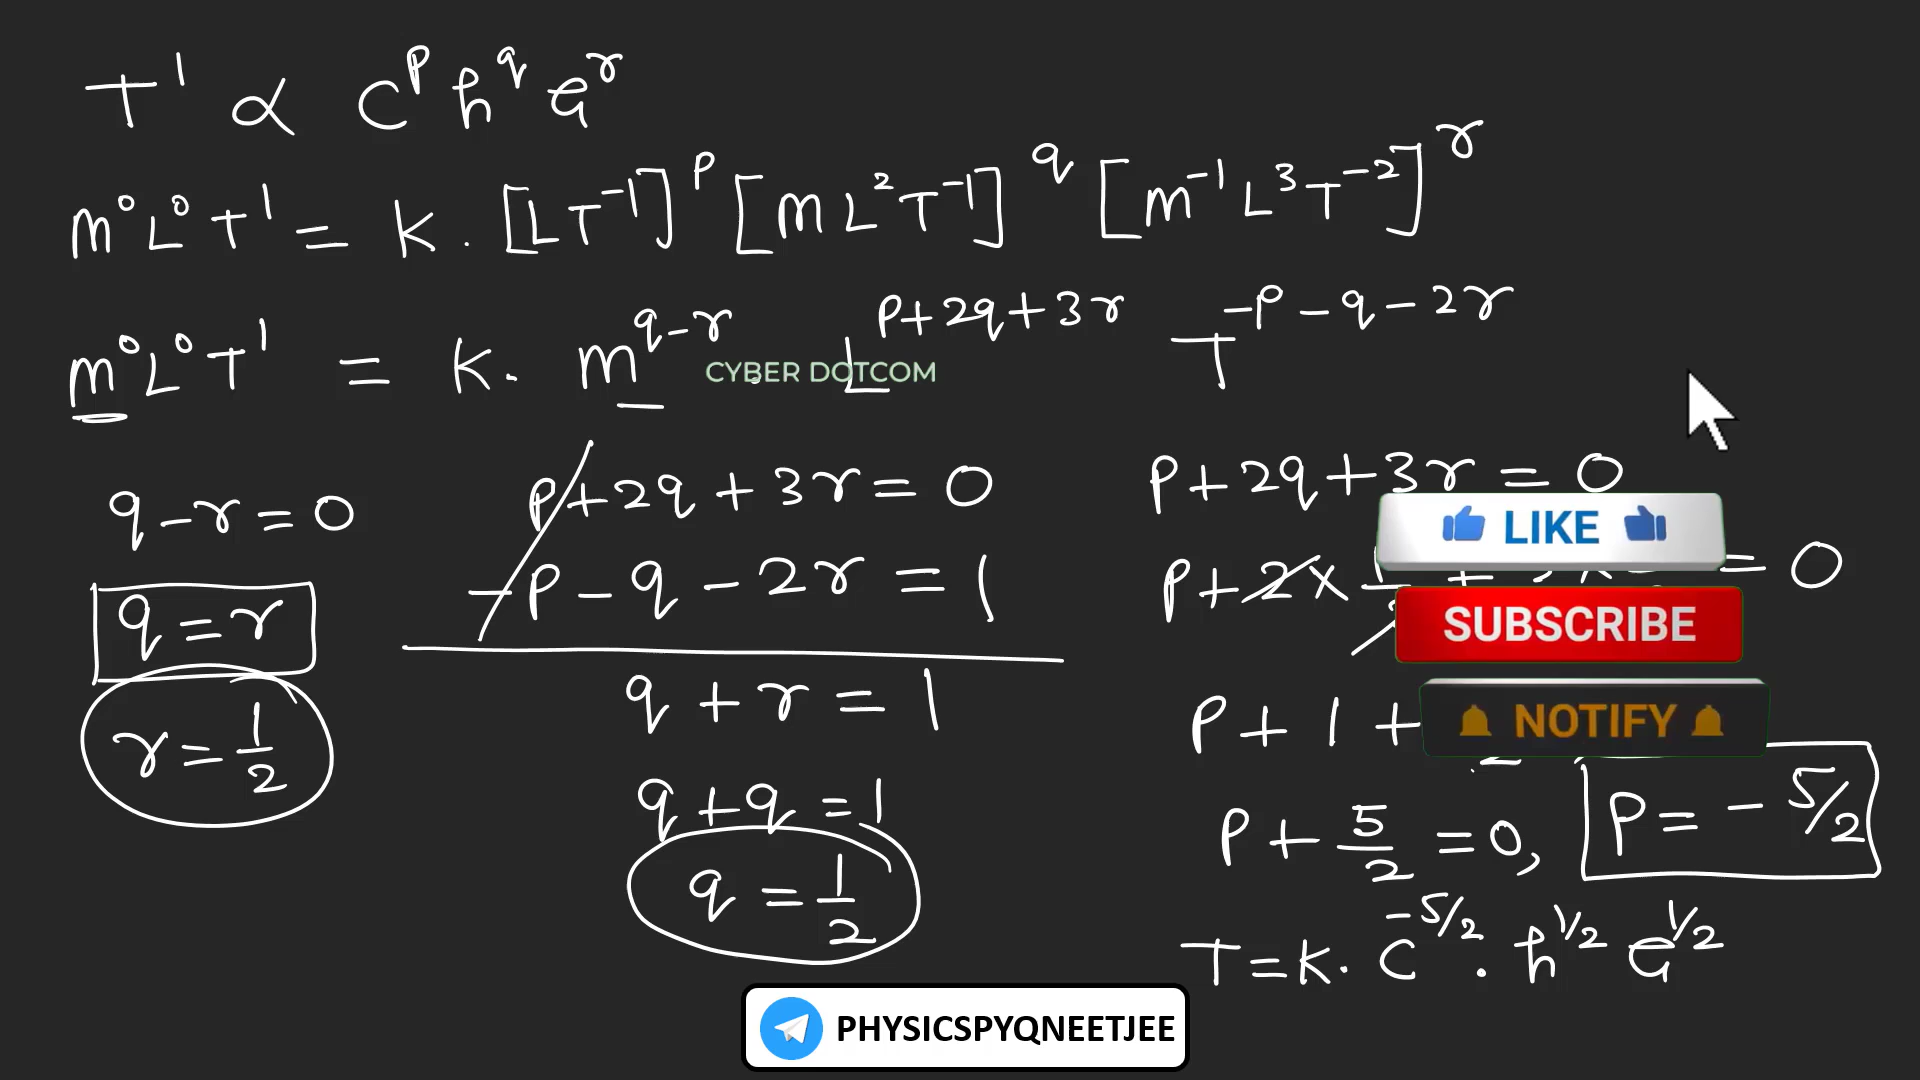 T¹ ∝ C^p h^q G^r
M⁰L⁰T¹ = K · [LT⁻¹]^p [ML²T⁻¹]^q [M⁻¹L³T⁻²]^r
M⁰L⁰T¹ = K · M^(q-r) · L^(p+2q+3r) T^(-p-q-2r)
CYBER DOTCOM
q-r=0
q=r
r=1/2
p+2q+3r=0
-p-q-2r=1
q+r=1
q+q=1
q=1/2
p+2q+3r=0
p+2×
=0
p+1+
p+5/2=0,
p=-5/2
T=K· C^(-5/2) · h^(1/2) G^(1/2)
LIKE
SUBSCRIBE
NOTIFY
PHYSICSPYQNEETJEE